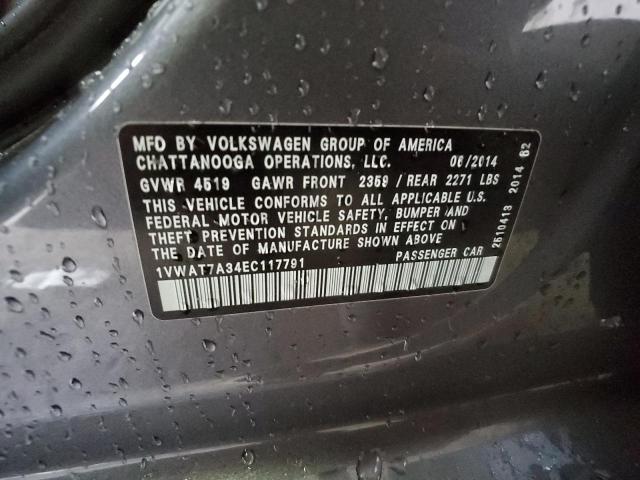 MFD BY VOLKSWAGEN GROUP OF AMERICA
CHATTANOOGA OPERATIONS, LLC. 06/2014
GVWR 4519 GAWR FRONT 2359 / REAR 2271 LBS
THIS VEHICLE CONFORMS TO ALL APPLICABLE U.S.
FEDERAL MOTOR VEHICLE SAFETY, BUMPER AND
THEFT PREVENTION STANDARDS IN EFFECT ON
THE DATE OF MANUFACTURE SHOWN ABOVE
1VWAT7A34EC117791 PASSENGER CAR
2610413 2014 62